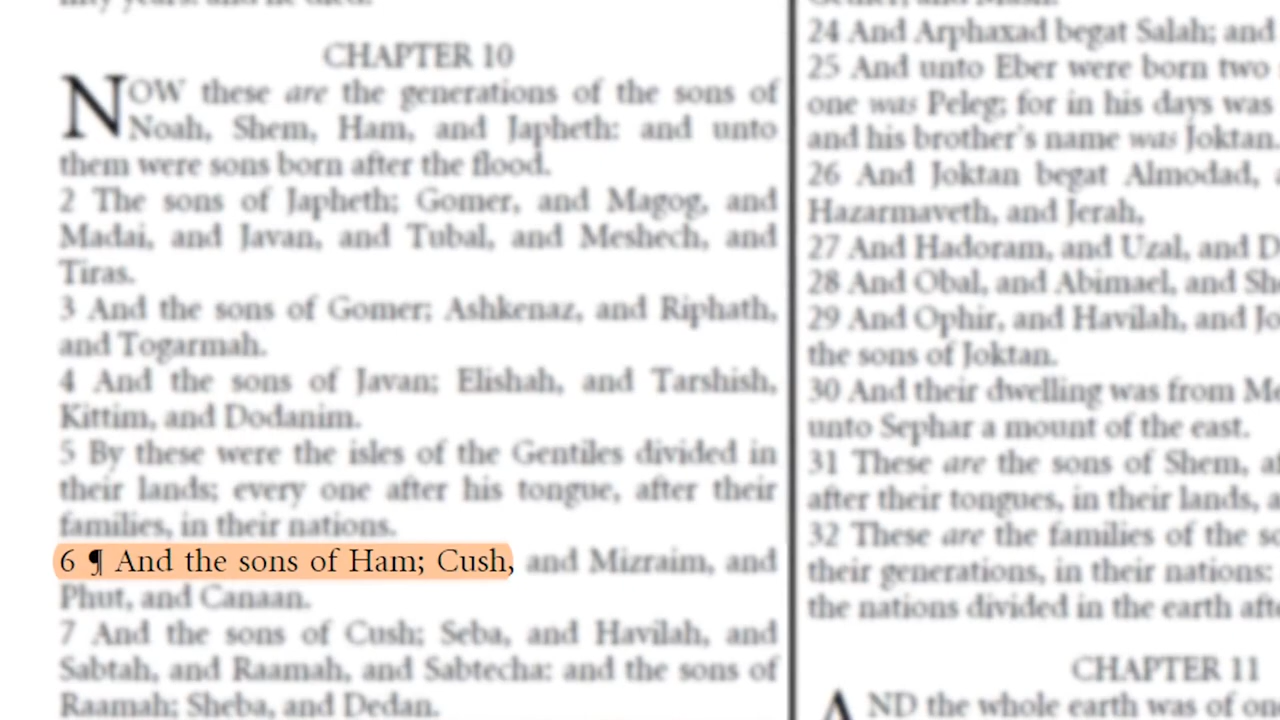 CHAPTER 10
NOW these are the generations of the sons of
Noah, Shem, Ham, and Japheth: and unto
them were sons born after the flood.
2 The sons of Japheth; Gomer, and Magog, and
Madai, and Javan, and Tubal, and Meshech, and
Tiras.
3 And the sons of Gomer; Ashkenaz, and Riphath,
and Togarmah.
4 And the sons of Javan; Elishah, and Tarshish,
Kittim, and Dodanim.
5 By these were the isles of the Gentiles divided in
their lands; every one after his tongue, after their
families, in their nations.
6 ¶ And the sons of Ham; Cush, and Mizraim, and
Phut, and Canaan.
7 And the sons of Cush; Seba, and Havilah, and
Sabtah, and Raamah, and Sabtecha: and the sons of
Raamah; Sheba, and Dedan.
24 And Arphaxad begat Salah; and
25 And unto Eber were born two
one was Peleg; for in his days was
and his brother's name was Joktan.
26 And Joktan begat Almodad,
Hazarmaveth, and Jerah,
27 And Hadoram, and Uzal, and
28 And Obal, and Abimael, and
29 And Ophir, and Havilah, and
the sons of Joktan.
30 And their dwelling was from
unto Sephar a mount of the east.
31 These are the sons of Shem,
after their tongues, in their lands,
32 These are the families of the
their generations, in their nations:
the nations divided in the earth
CHAPTER 11
AND the whole earth was of